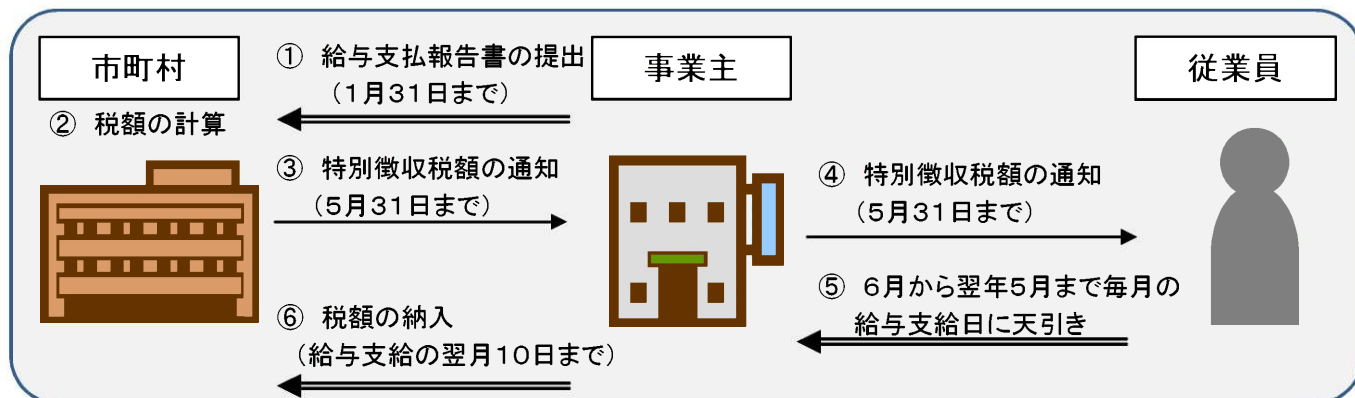 市町村
② 税額の計算
① 給与支払報告書の提出
(1月31日まで)
事業主
従業員
③ 特別徴収税額の通知
(5月31日まで)
④ 特別徴収税額の通知
(5月31日まで)
⑤ 6月から翌年5月まで毎月の
給与支給日に天引き
⑥ 税額の納入
(給与支給の翌月10日まで)